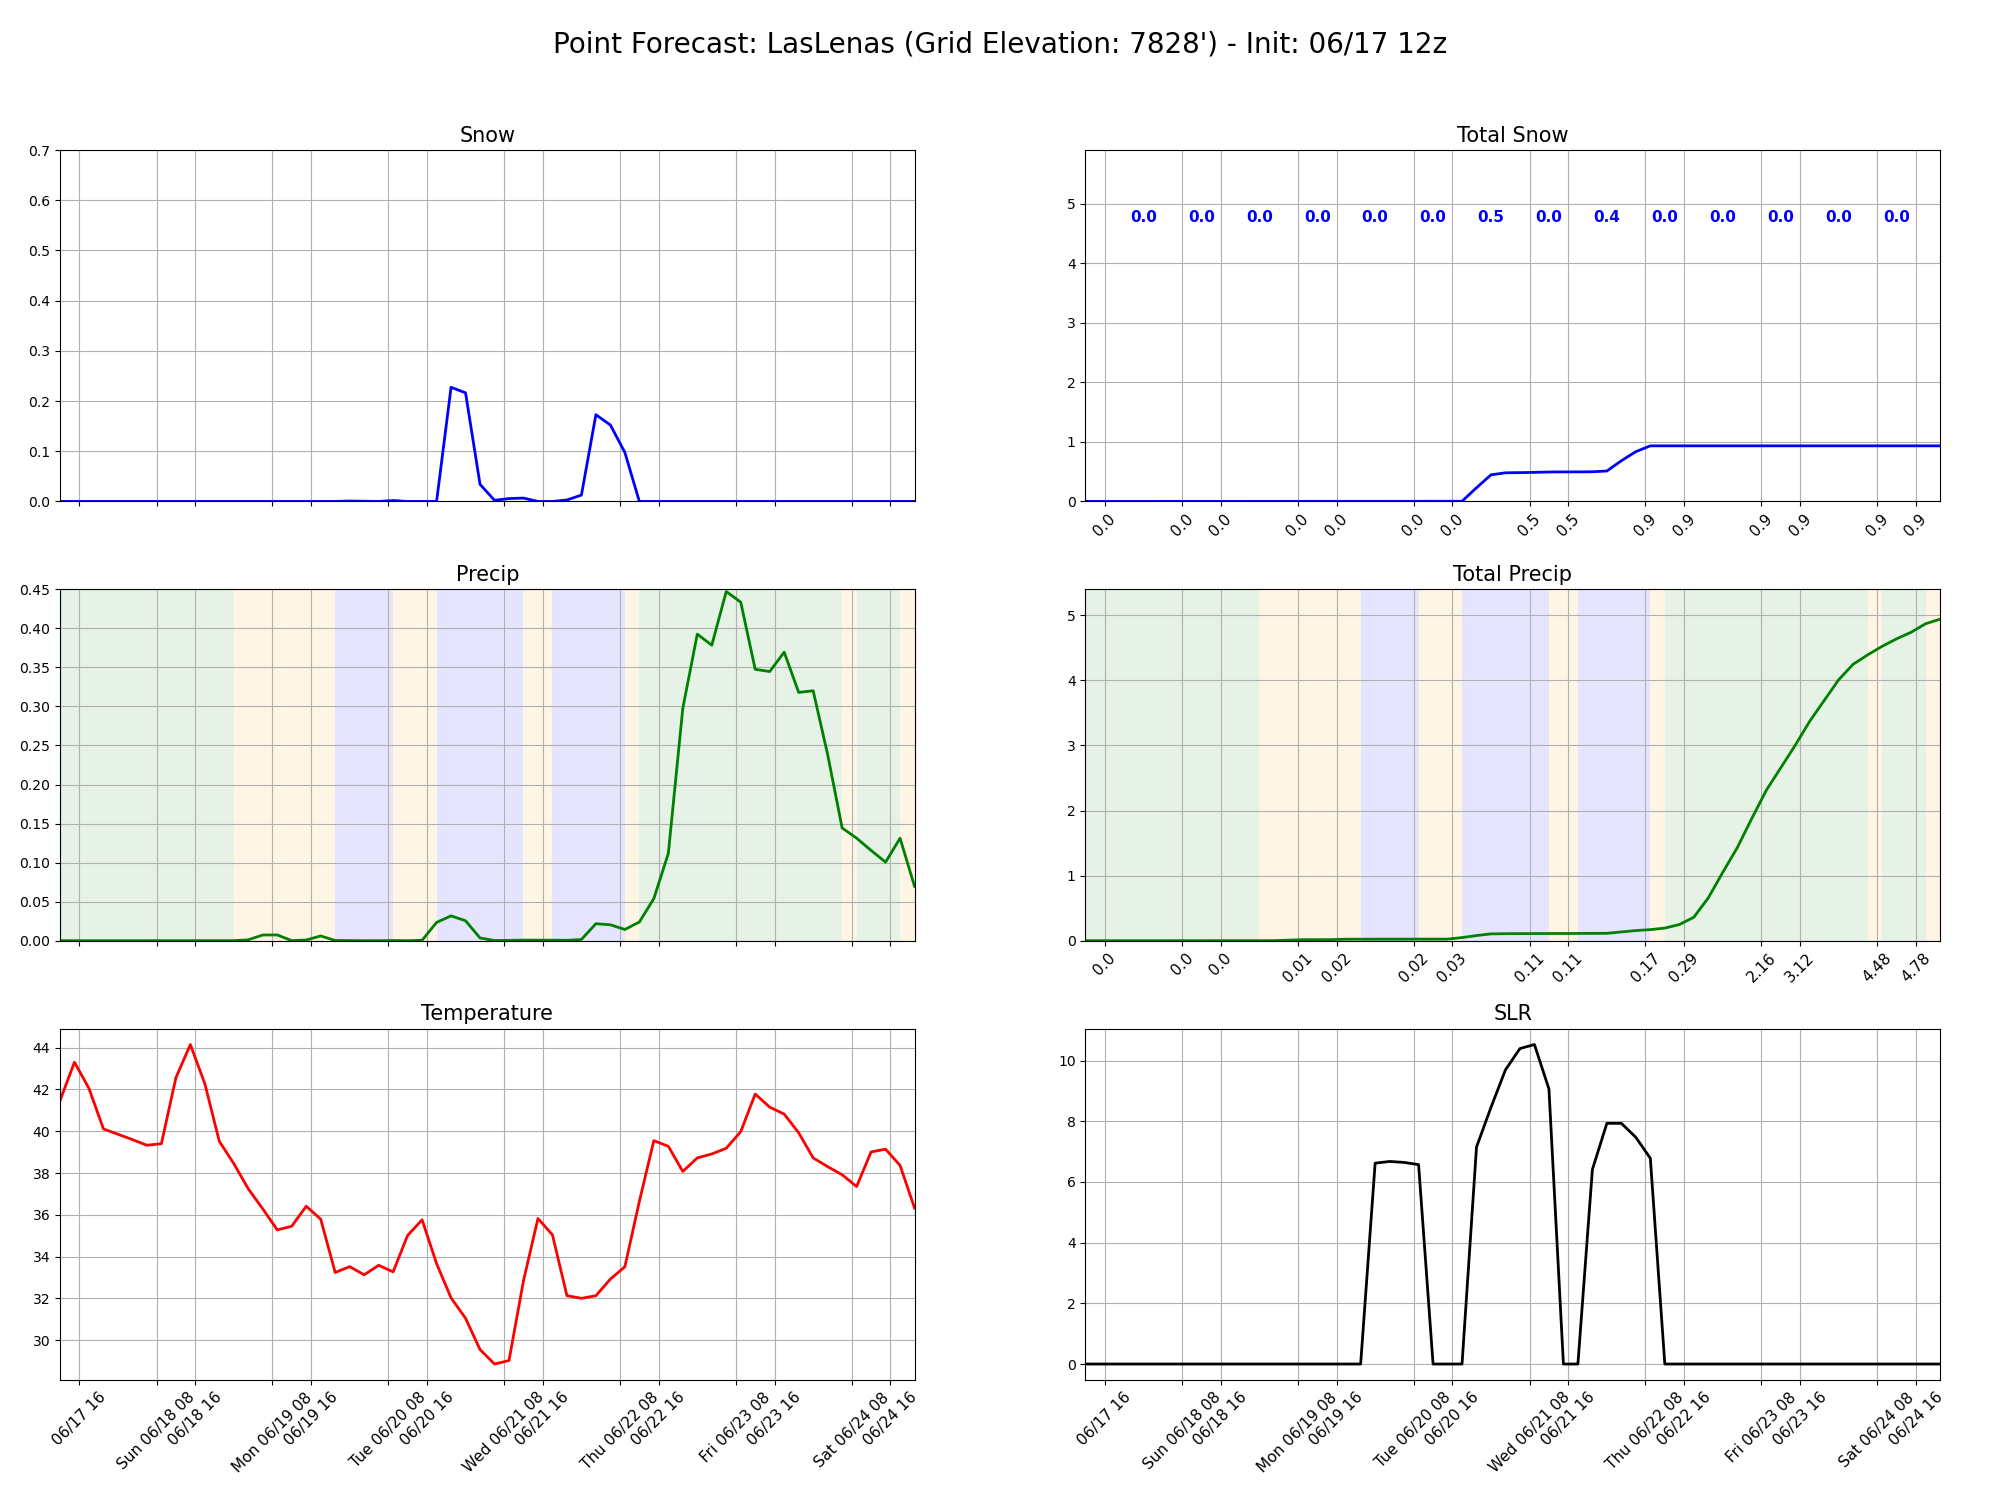 Point Forecast: LasLenas (Grid Elevation: 7828') - Init: 06/17 12z
Snow
0.7
0.6
0.5
0.4
0.3
0.2
0.1
0.0
Total Snow
5
4
3
2
1
0
0.0 0.0 0.0 0.0 0.0 0.0 0.5 0.0 0.4 0.0 0.0 0.0 0.0 0.0
0.0 0.0 0.0 0.0 0.0 0.0 0.0 0.5 0.5 0.9 0.9 0.9 0.9 0.9 0.9
Precip
0.45
0.40
0.35
0.30
0.25
0.20
0.15
0.10
0.05
0.00
Total Precip
5
4
3
2
1
0
0.0 0.0 0.0 0.01 0.02 0.02 0.03 0.11 0.11 0.17 0.29 2.16 3.12 4.48 4.78
Temperature
44
42
40
38
36
34
32
30
06/17 16
Sun 06/18 08
06/18 16
Mon 06/19 08
06/19 16
Tue 06/20 08
06/20 16
Wed 06/21 08
06/21 16
Thu 06/22 08
06/22 16
Fri 06/23 08
06/23 16
Sat 06/24 08
06/24 16
SLR
10
8
6
4
2
0
06/17 16
Sun 06/18 08
06/18 16
Mon 06/19 08
06/19 16
Tue 06/20 08
06/20 16
Wed 06/21 08
06/21 16
Thu 06/22 08
06/22 16
Fri 06/23 08
06/23 16
Sat 06/24 08
06/24 16